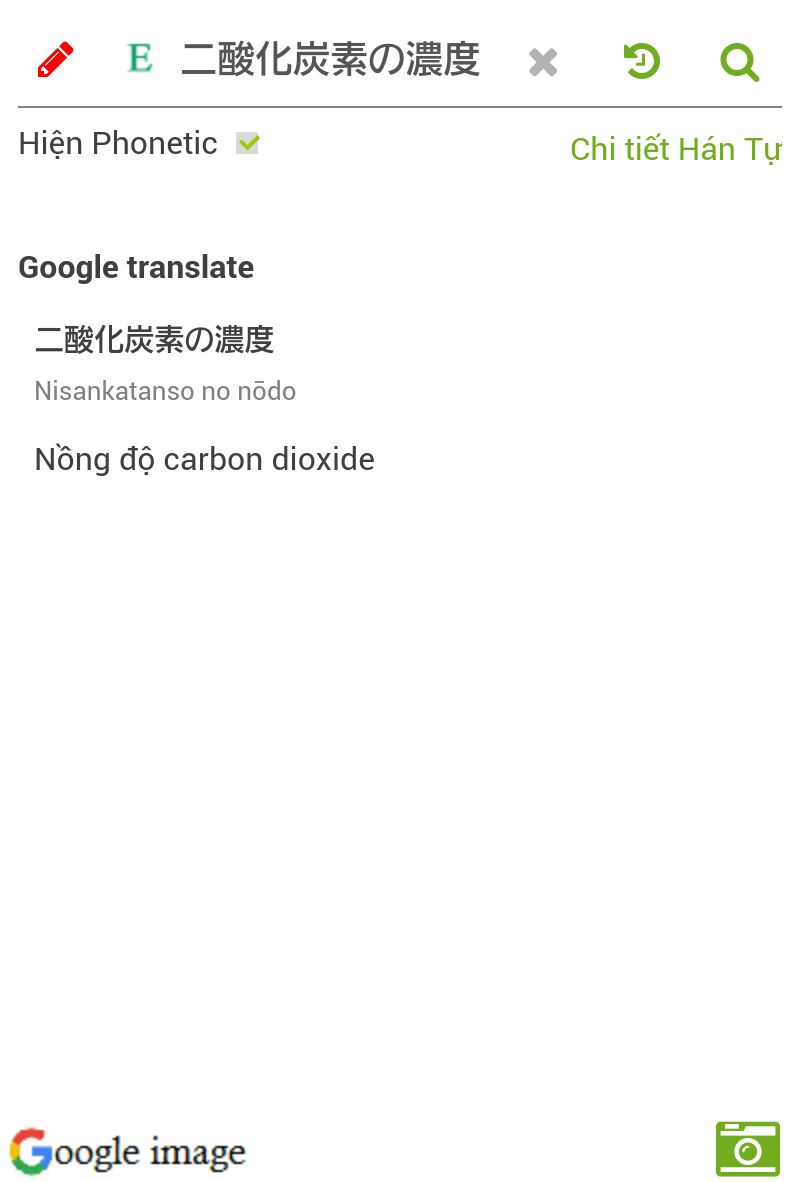 E 二酸化炭素の濃度
Hiện Phonetic
Chi tiết Hán Tự
Google translate
二酸化炭素の濃度
Nisankatanso no nōdo
Nồng độ carbon dioxide
Google image